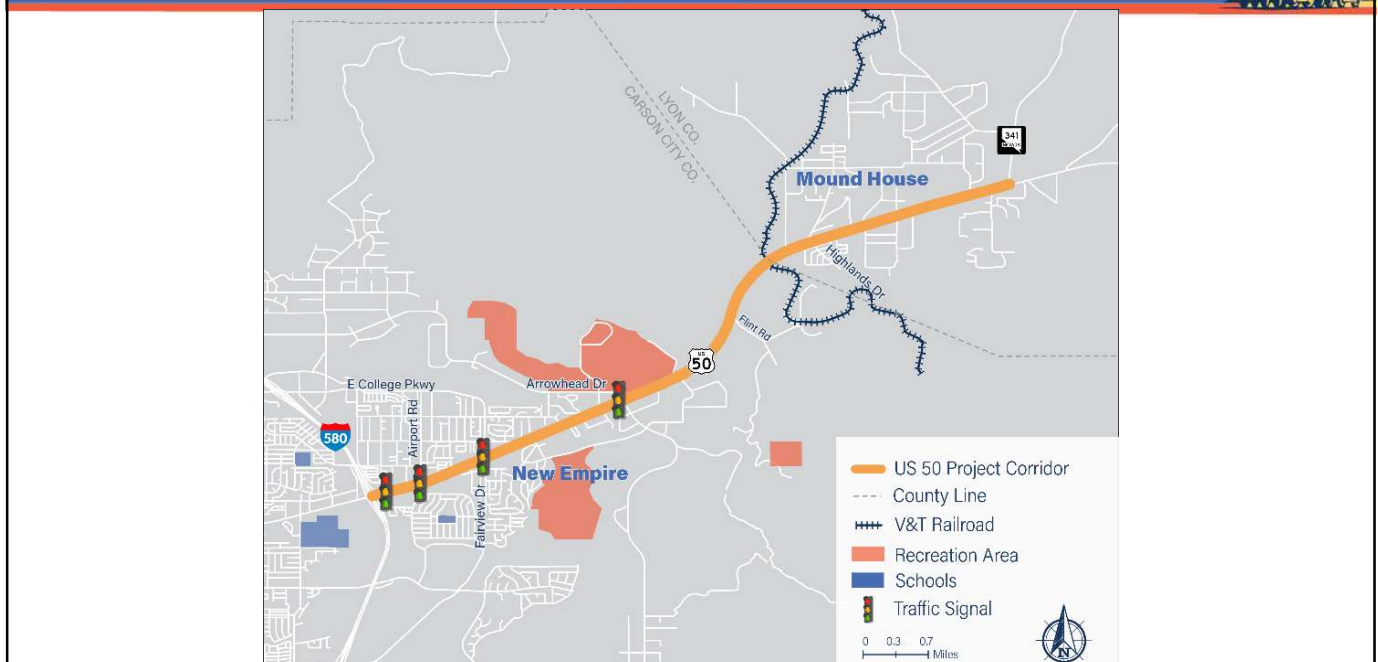 LYON CO.
CARSON CITY CO.
341
Mound House
Highlands Dr
Flint Rd
US
50
E College Pkwy
Arrowhead Dr
Airport Rd
580
New Empire
Fairview Dr
US 50 Project Corridor
County Line
V&T Railroad
Recreation Area
Schools
Traffic Signal
0 0.3 0.7
Miles
N